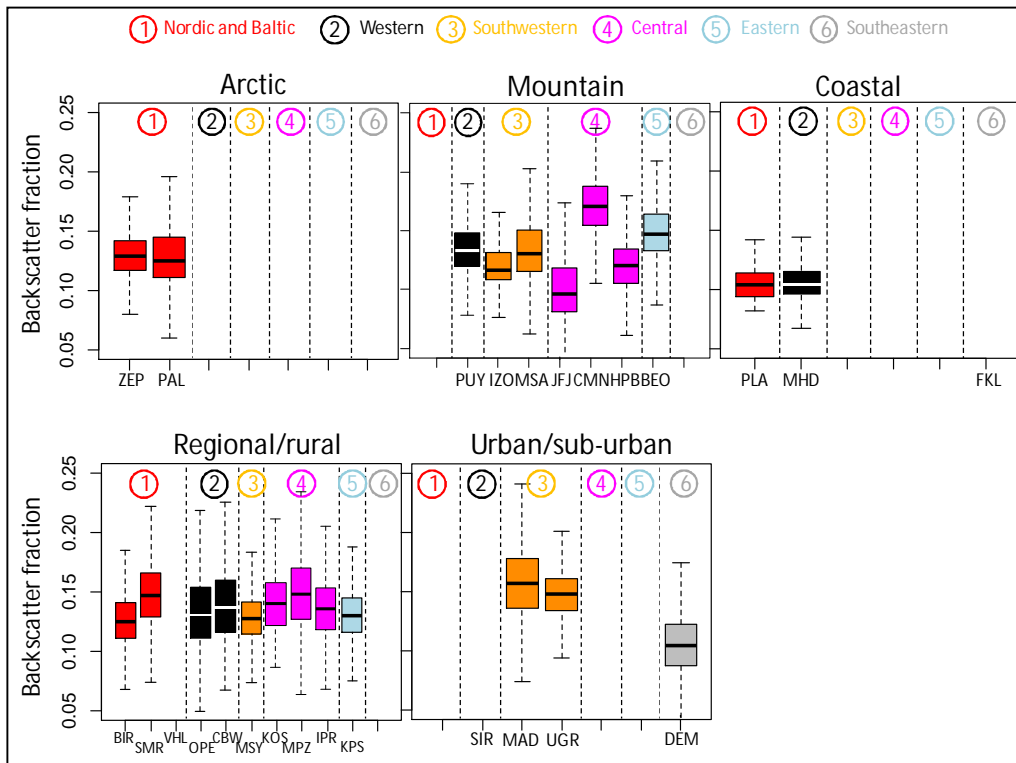 1 Nordic and Baltic 2 Western 3 Southwestern 4 Central 5 Eastern 6 Southeastern
Arctic
Mountain
Coastal
1 2 3 4 5 6
1 2 3 4 5 6
1 2 3 4 5 6
Backscatter fraction
0.25
0.20
0.15
0.10
0.05
ZEP PAL
PUY IZO MSA JFJ CMN HPB BEO
PLA MHD FKL
Regional/rural
Urban/sub-urban
1 2 3 4 5 6
1 2 3 4 5 6
Backscatter fraction
0.25
0.20
0.15
0.10
0.05
BIR SMR VHL OPE CBW MSY KOS MPZ IPR KPS
SIR MAD UGR DEM